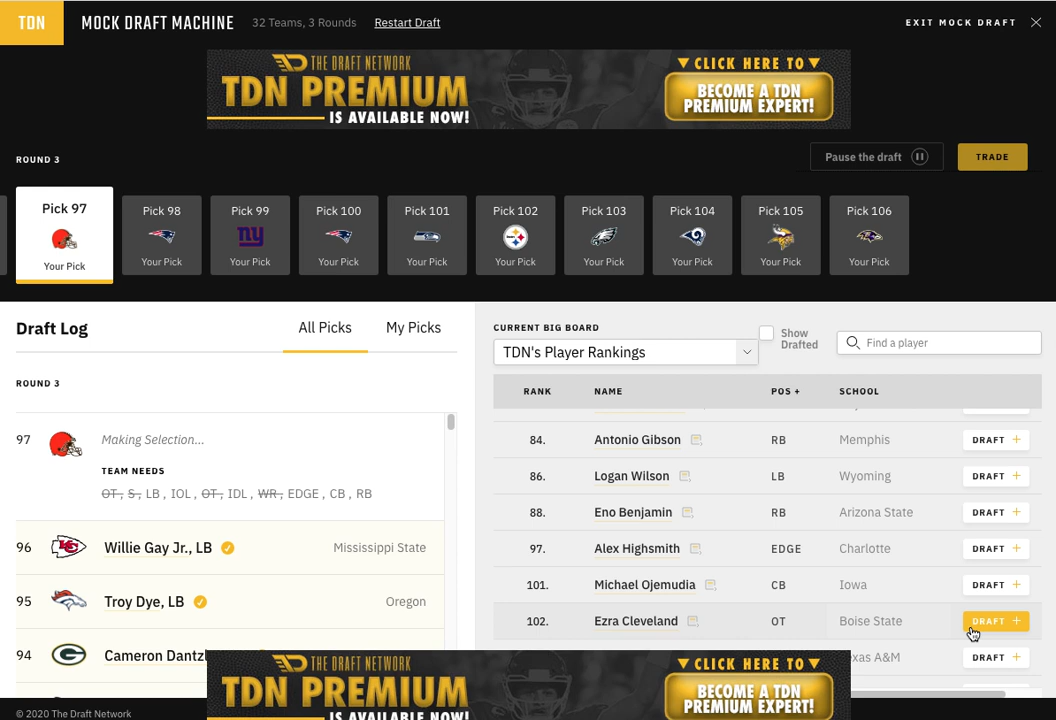 TDN MOCK DRAFT MACHINE 32 Teams, 3 Rounds Restart Draft EXIT MOCK DRAFT
THE DRAFT NETWORK
TDN PREMIUM
IS AVAILABLE NOW!
CLICK HERE TO
BECOME A TDN
PREMIUM EXPERT!
ROUND 3
Pause the draft
TRADE
Pick 97 Pick 98 Pick 99 Pick 100 Pick 101 Pick 102 Pick 103 Pick 104 Pick 105 Pick 106
ny
Your Pick Your Pick Your Pick Your Pick Your Pick Your Pick Your Pick Your Pick Your Pick Your Pick
Draft Log All Picks My Picks
ROUND 3
97 Making Selection...
TEAM NEEDS
OT, S, LB, IOL, OT, IDL, WR, EDGE, CB, RB
96 KC Willie Gay Jr., LB Mississippi State
95 Troy Dye, LB Oregon
94 G Cameron Dantzl
CURRENT BIG BOARD
TDN's Player Rankings
Show
Drafted
Find a player
RANK NAME POS + SCHOOL
84. Antonio Gibson RB Memphis DRAFT +
86. Logan Wilson LB Wyoming DRAFT +
88. Eno Benjamin RB Arizona State DRAFT +
97. Alex Highsmith EDGE Charlotte DRAFT +
101. Michael Ojemudia CB Iowa DRAFT +
102. Ezra Cleveland OT Boise State DRAFT +
exas A&M DRAFT +
THE DRAFT NETWORK
TDN PREMIUM
IS AVAILABLE NOW!
CLICK HERE TO
BECOME A TDN
PREMIUM EXPERT!
© 2020 The Draft Network